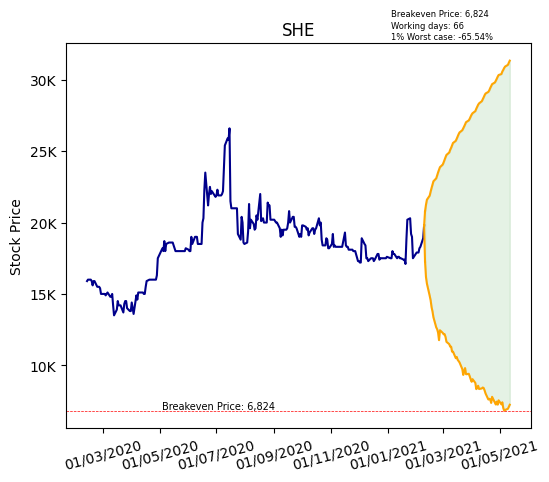 Breakeven Price: 6,824
Working days: 66
1% Worst case: -65.54%
SHE
Stock Price
30K
25K
20K
15K
10K
Breakeven Price: 6,824
01/03/2020 01/05/2020 01/07/2020 01/09/2020 01/11/2020 01/01/2021 01/03/2021 01/05/2021